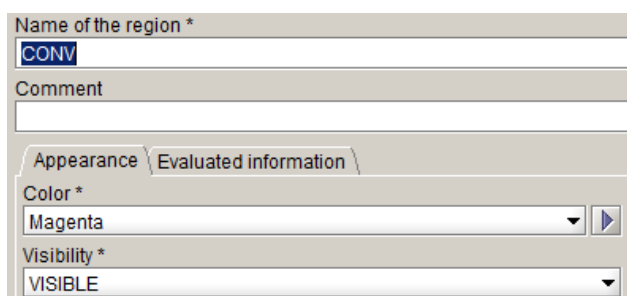 Name of the region *
CONV
Comment
Appearance Evaluated information
Color *
Magenta
Visibility *
VISIBLE